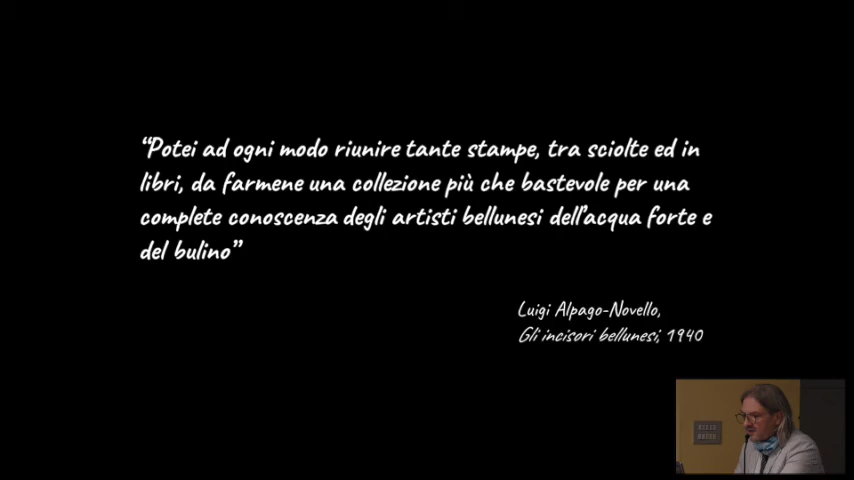 “Potei ad ogni modo riunire tante stampe, tra sciolte ed in
libri, da farmene una collezione più che bastevole per una
complete conoscenza degli artisti bellunesi dell’acqua forte e
del bulino”
Luigi Alpago-Novello,
Gli incisori bellunesi, 1940